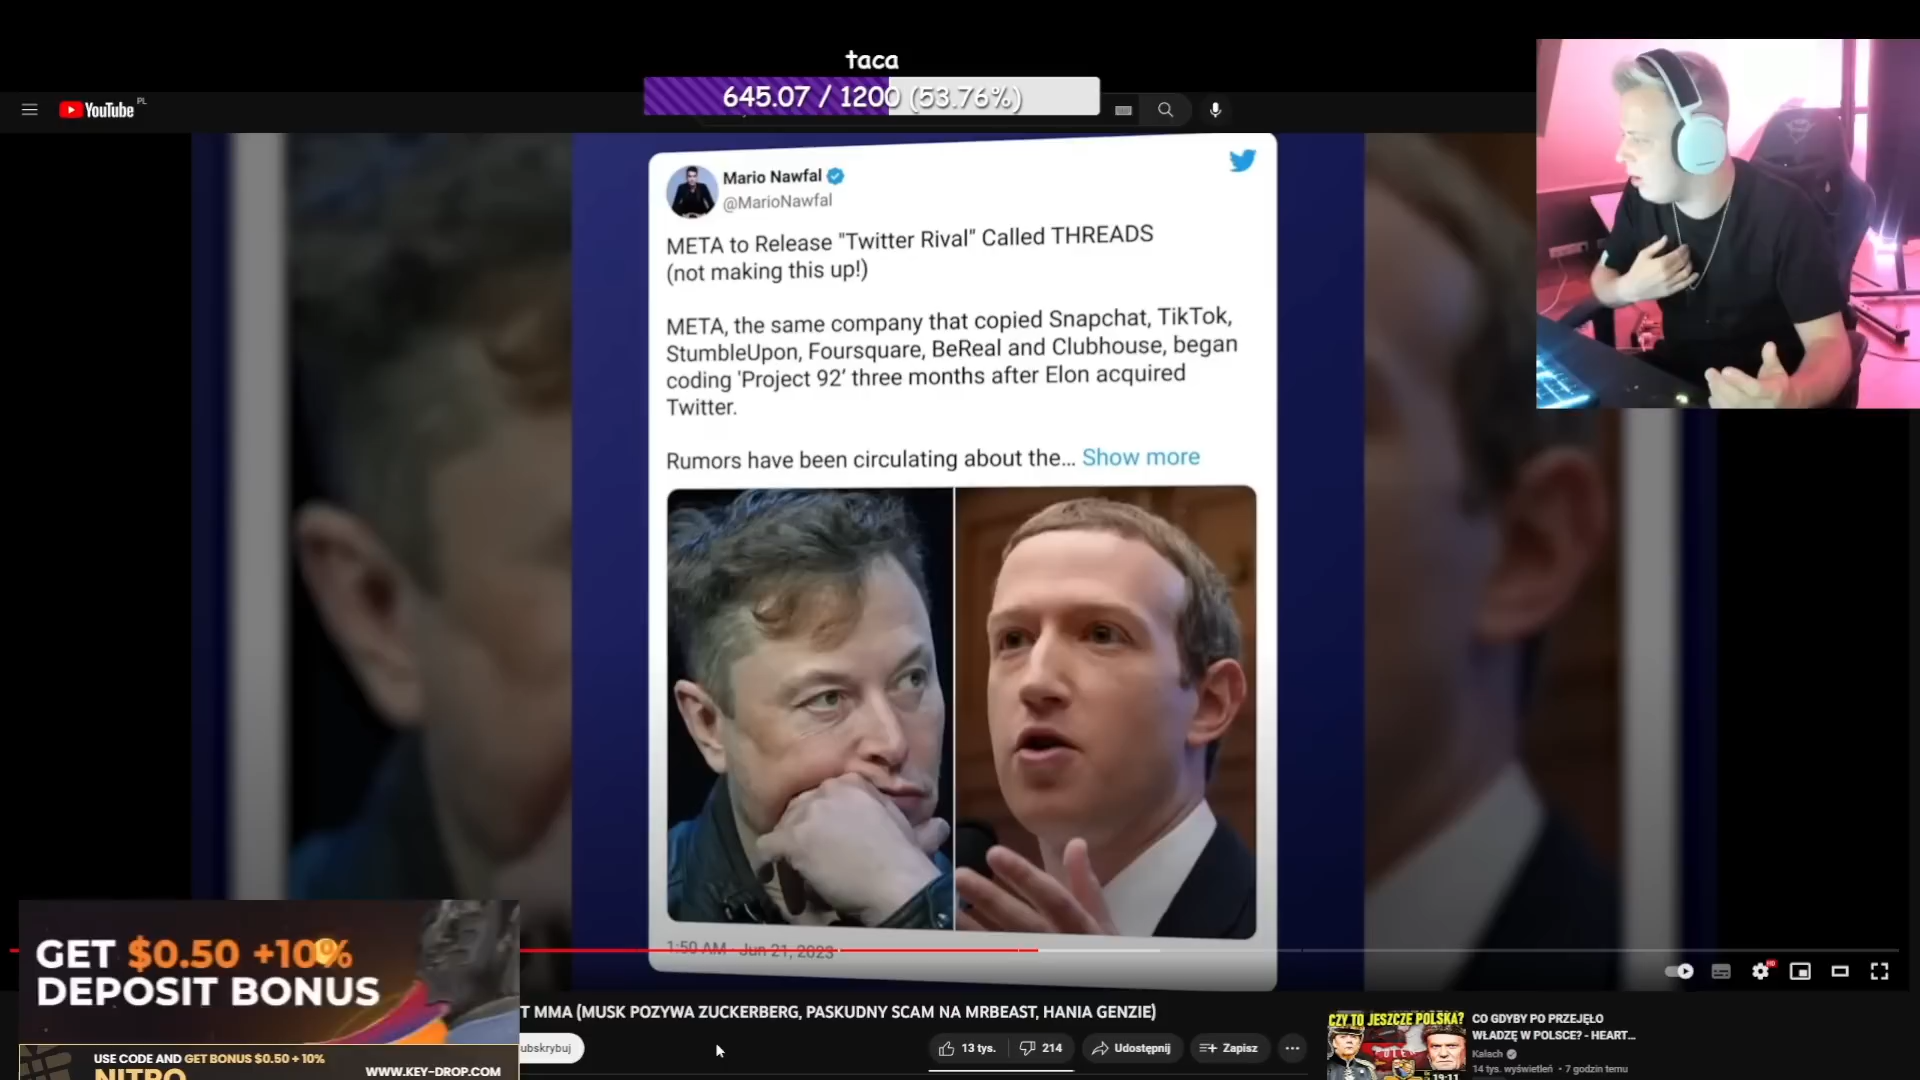 taca
645.07 / 1200 (53.76%)
YouTube PL
Mario Nawfal
@MarioNawfal
META to Release "Twitter Rival" Called THREADS
(not making this up!)
META, the same company that copied Snapchat, TikTok,
StumbleUpon, Foursquare, BeReal and Clubhouse, began
coding 'Project 92' three months after Elon acquired
Twitter.
Rumors have been circulating about the... Show more
1:50 AM · Jun 21, 2023
GET $0.50 +10%
DEPOSIT BONUS
USE CODE AND GET BONUS $0.50 + 10%
NITRO
WWW.KEY-DROP.COM
T MMA (MUSK POZYWA ZUCKERBERG, PASKUDNY SCAM NA MRBEAST, HANIA GENZIE)
ubskrybuj
13 tys.
214
Udostępnij
Zapisz
HD
CZY TO JESZCZE POLSKA?
19:11
CO GDYBY PO PRZEJĘŁO
WŁADZĘ W POLSCE? - HEART...
Kalach
14 tys. wyświetleń • 7 godzin temu